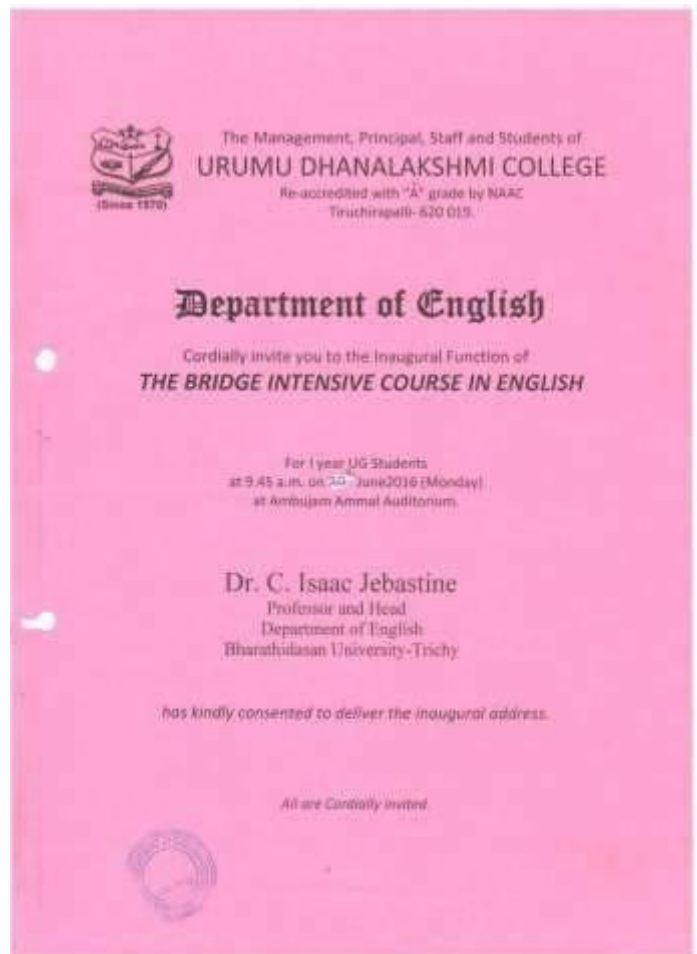 The Management, Principal, Staff and Students of
URUMU DHANALAKSHMI COLLEGE
Re-accredited with "A" grade by NAAC
Tiruchirapalli- 620 019.
(Since 1970)
Department of English
Cordially invite you to the Inaugural Function of
THE BRIDGE INTENSIVE COURSE IN ENGLISH
For I year UG Students
at 9.45 a.m. on 20 June2016 (Monday)
at Ambujam Ammal Auditorium.
Dr. C. Isaac Jebastine
Professor and Head
Department of English
Bharathidasan University-Trichy
has kindly consented to deliver the inaugural address.
All are Cordially invited.